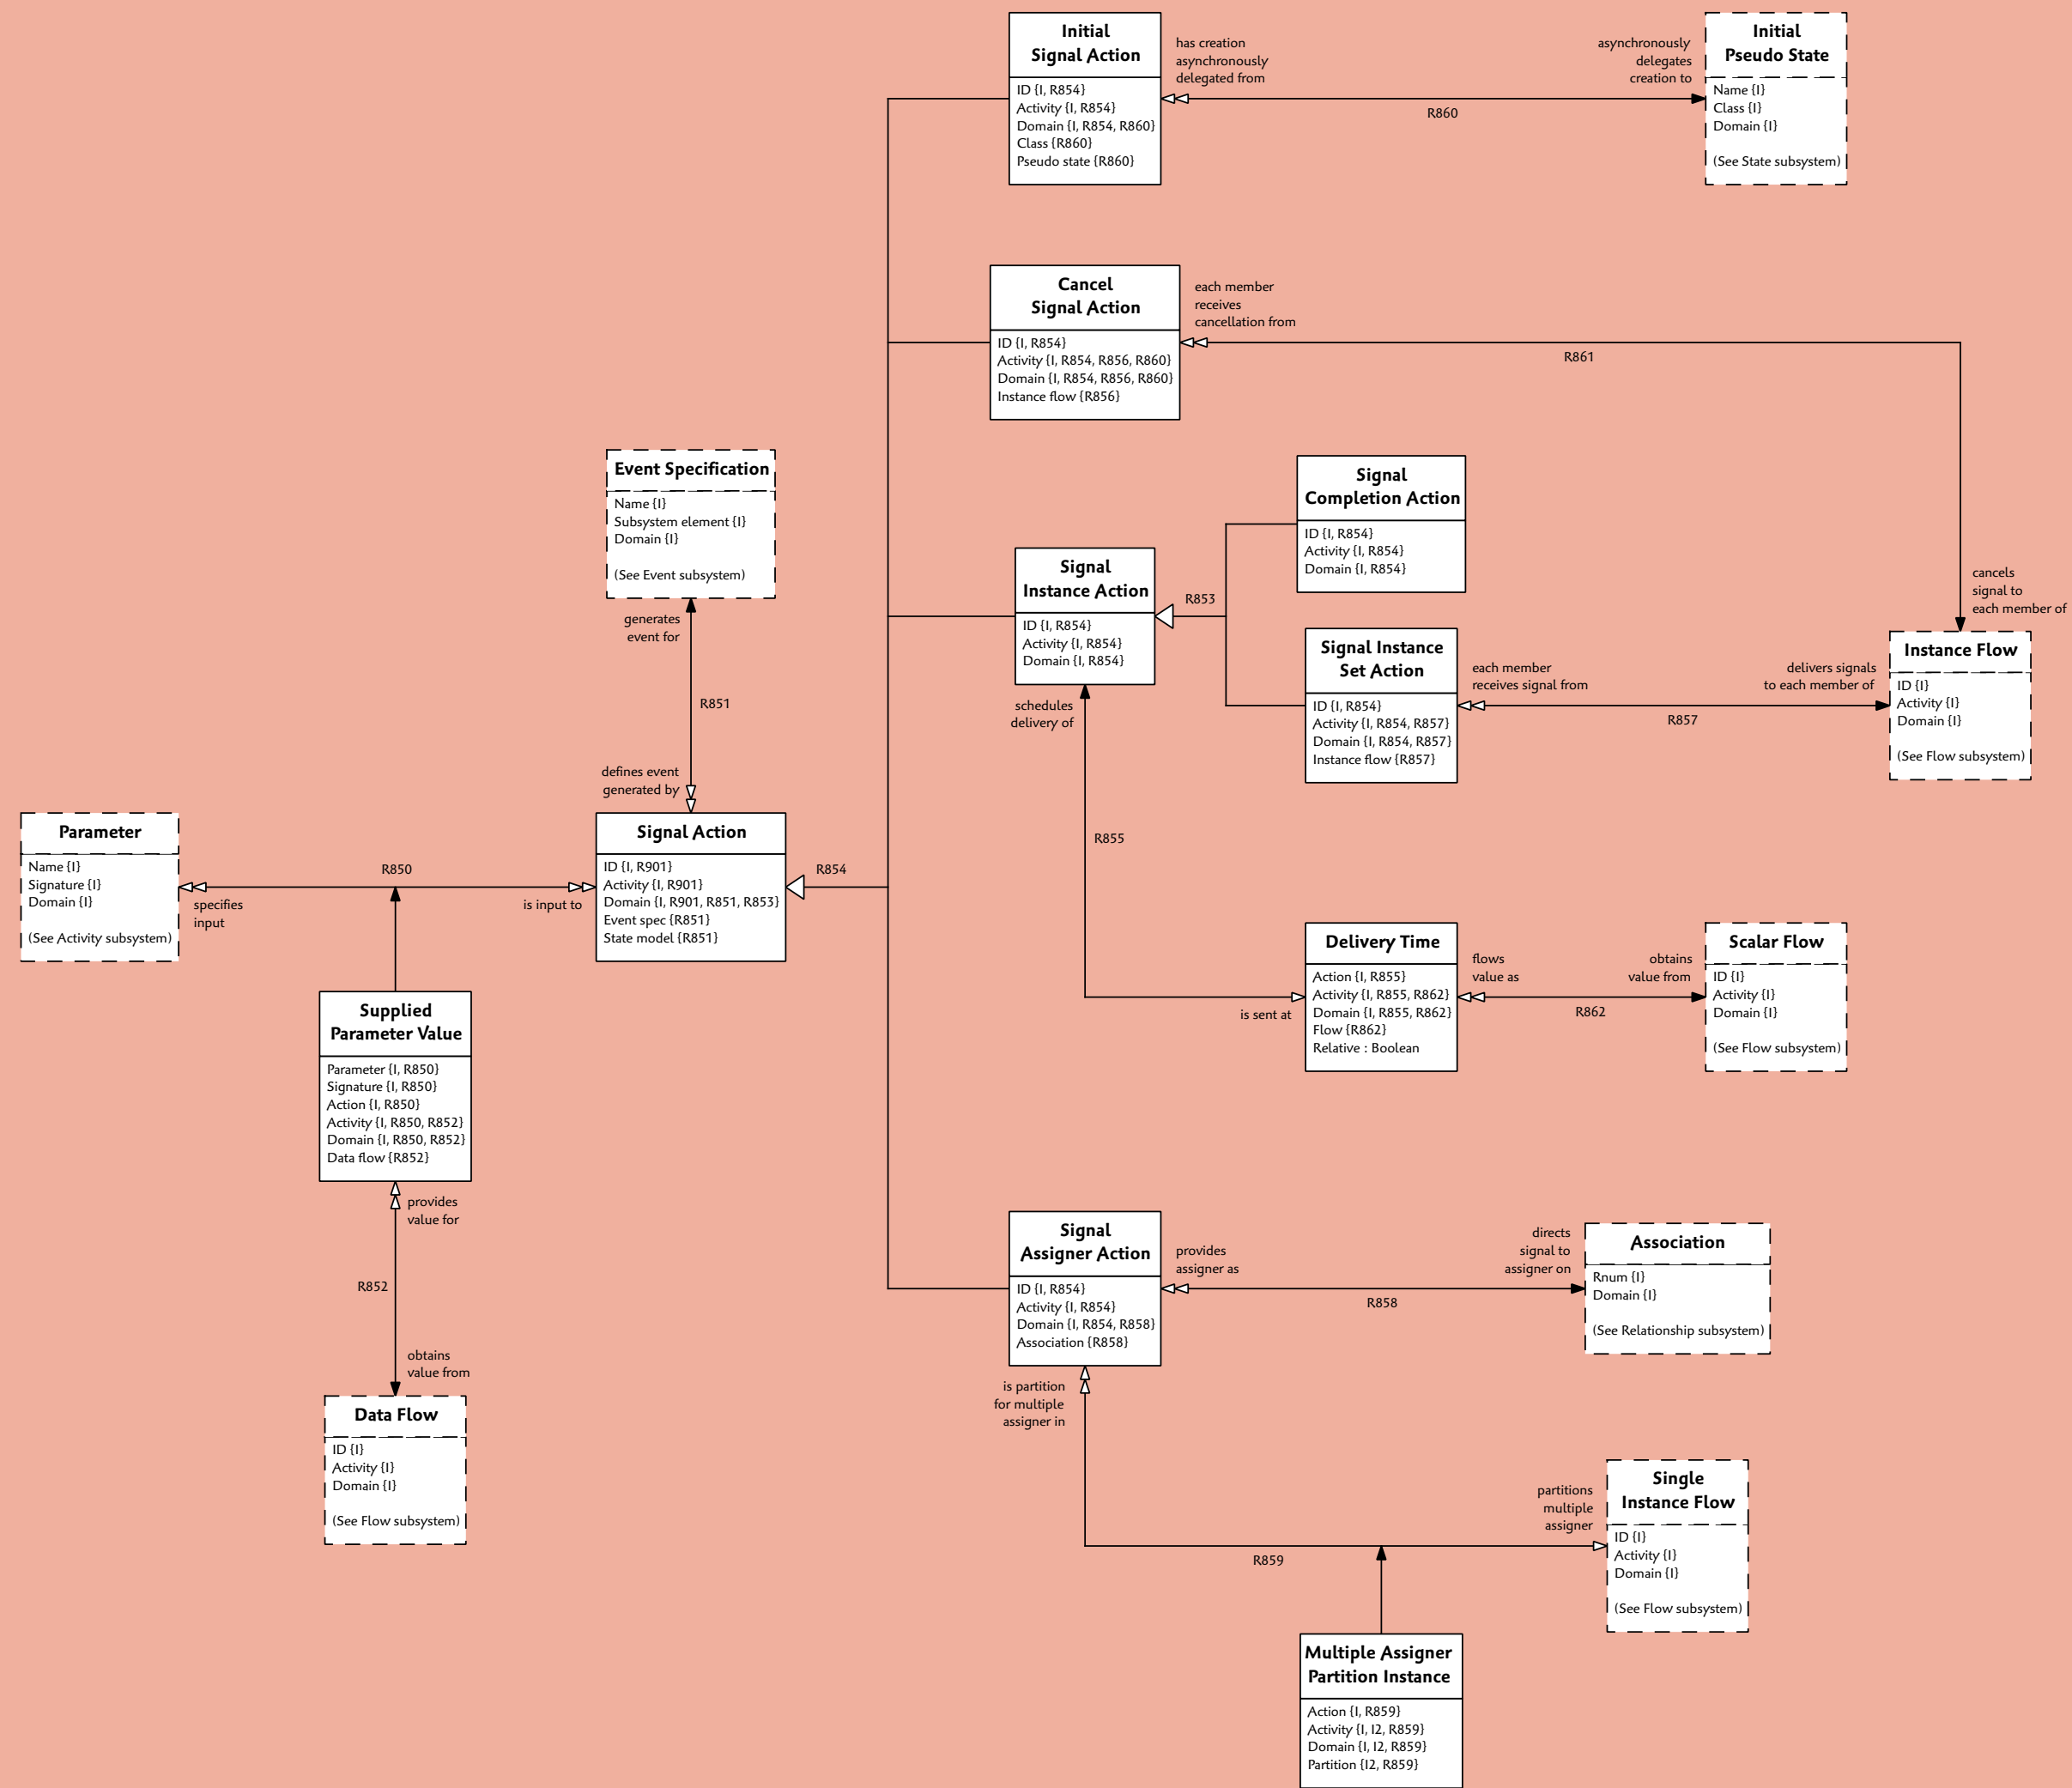 Initial
Signal Action
ID {I, R854}
Activity {I, R854}
Domain {I, R854, R860}
Class {R860}
Pseudo state {R860}
has creation
asynchronously
delegated from
R860
asynchronously
delegates
creation to
Initial
Pseudo State
Name {I}
Class {I}
Domain {I}
(See State subsystem)
Cancel
Signal Action
ID {I, R854}
Activity {I, R854, R856, R860}
Domain {I, R854, R856, R860}
Instance flow {R856}
each member
receives
cancellation from
R861
cancels
signal to
each member of
Event Specification
Name {I}
Subsystem element {I}
Domain {I}
(See Event subsystem)
generates
event for
R851
defines event
generated by
Signal
Completion Action
ID {I, R854}
Activity {I, R854}
Domain {I, R854}
Signal
Instance Action
ID {I, R854}
Activity {I, R854}
Domain {I, R854}
R853
Signal Instance
Set Action
ID {I, R854}
Activity {I, R854, R857}
Domain {I, R854, R857}
Instance flow {R857}
each member
receives signal from
R857
delivers signals
to each member of
Instance Flow
ID {I}
Activity {I}
Domain {I}
(See Flow subsystem)
schedules
delivery of
R855
is sent at
Parameter
Name {I}
Signature {I}
Domain {I}
(See Activity subsystem)
specifies
input
R850
is input to
Signal Action
ID {I, R901}
Activity {I, R901}
Domain {I, R901, R851, R853}
Event spec {R851}
State model {R851}
R854
Delivery Time
Action {I, R855}
Activity {I, R855, R862}
Domain {I, R855, R862}
Flow {R862}
Relative : Boolean
flows
value as
R862
obtains
value from
Scalar Flow
ID {I}
Activity {I}
Domain {I}
(See Flow subsystem)
Supplied
Parameter Value
Parameter {I, R850}
Signature {I, R850}
Action {I, R850}
Activity {I, R850, R852}
Domain {I, R850, R852}
Data flow {R852}
provides
value for
R852
obtains
value from
Data Flow
ID {I}
Activity {I}
Domain {I}
(See Flow subsystem)
Signal
Assigner Action
ID {I, R854}
Activity {I, R854}
Domain {I, R854, R858}
Association {R858}
provides
assigner as
R858
directs
signal to
assigner on
Association
Rnum {I}
Domain {I}
(See Relationship subsystem)
is partition
for multiple
assigner in
R859
partitions
multiple
assigner
Single
Instance Flow
ID {I}
Activity {I}
Domain {I}
(See Flow subsystem)
Multiple Assigner
Partition Instance
Action {I, R859}
Activity {I, I2, R859}
Domain {I, I2, R859}
Partition {I2, R859}